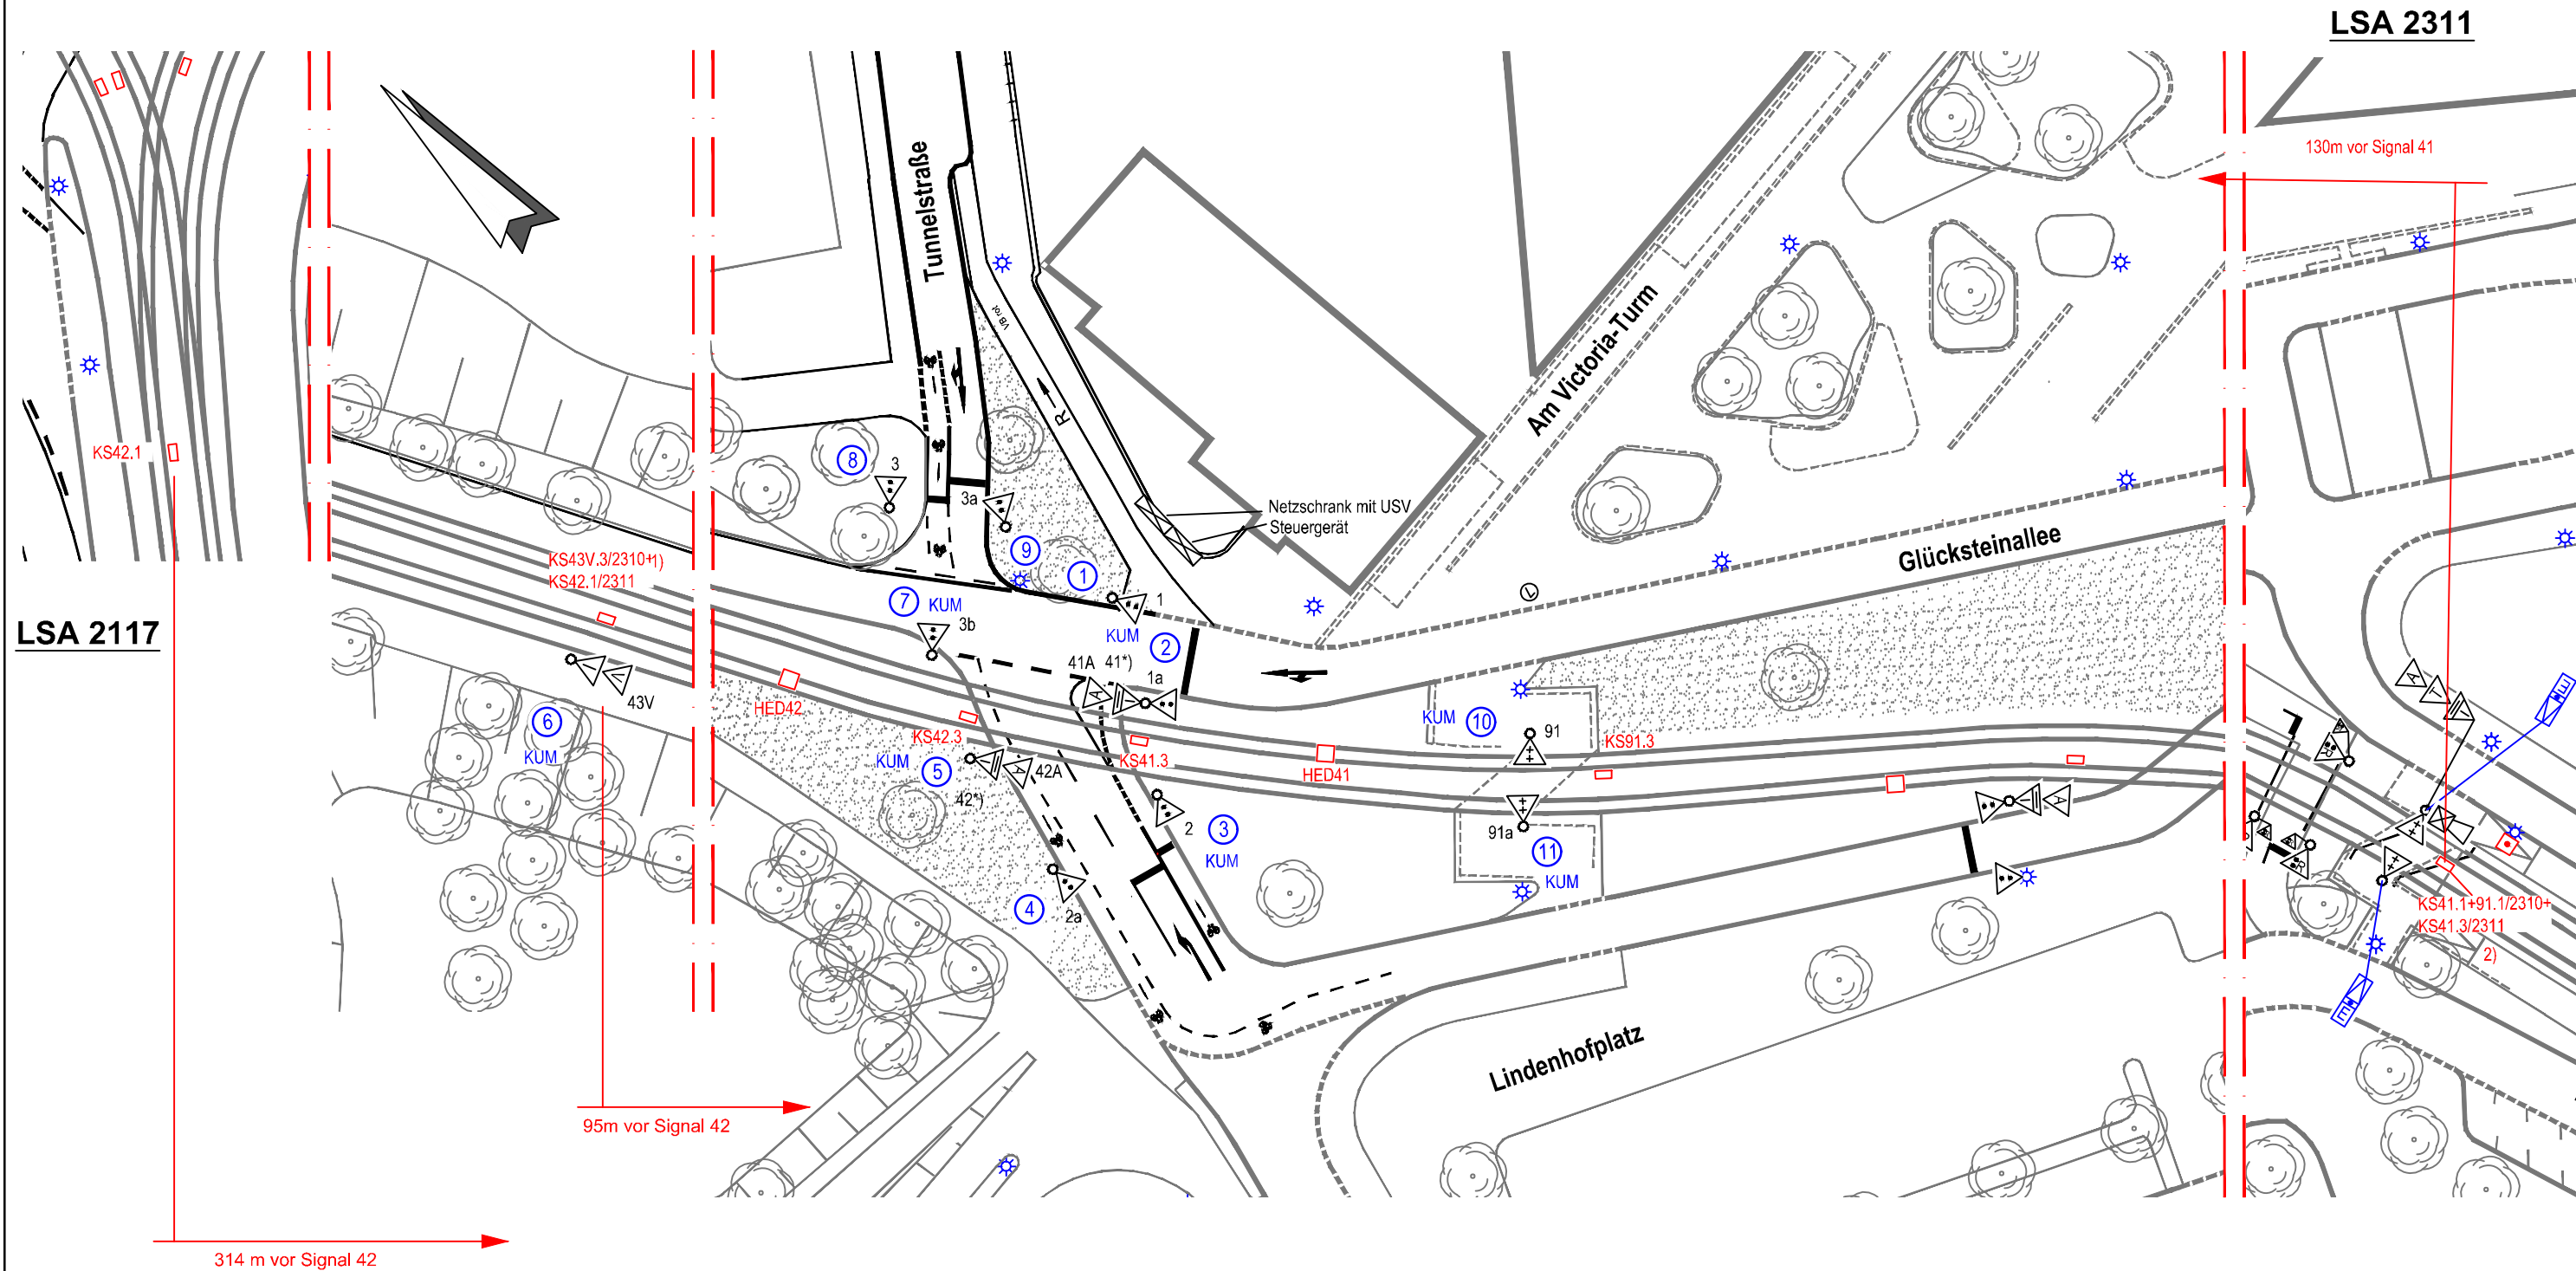 LSA 2311
130m vor Signal 41
Tunnelstraße
VB rot
R
Am Victoria-Turm
KS42.1
8
3
3a
Netzschrank mit USV
Steuergerät
Glücksteinallee
9
1
KS43V.3/2310+1)
KS42.1/2311
7
KUM
1
3b
KUM
2
LSA 2117
41A
41*)
1a
A
43V
HED42
6
KUM
KS42.3
KUM
5
42A
A
42*)
KS41.3
HED41
KUM
10
91
KS91.3
A
T
E
R
2
3
KUM
91a
11
KUM
A
R
4
2a
KS41.1+91.1/2310+
KS41.3/2311
2)
E
Lindenhofplatz
95m vor Signal 42
314 m vor Signal 42